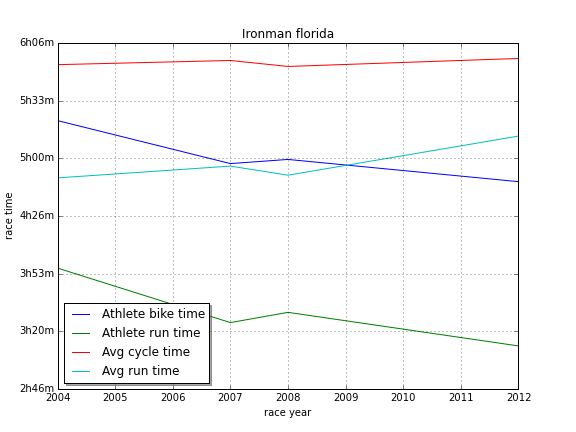 Ironman florida
6h06m
5h33m
5h00m
4h26m
3h53m
3h20m
2h46m
race time
Athlete bike time
Athlete run time
Avg cycle time
Avg run time
2004 2005 2006 2007 2008 2009 2010 2011 2012
race year